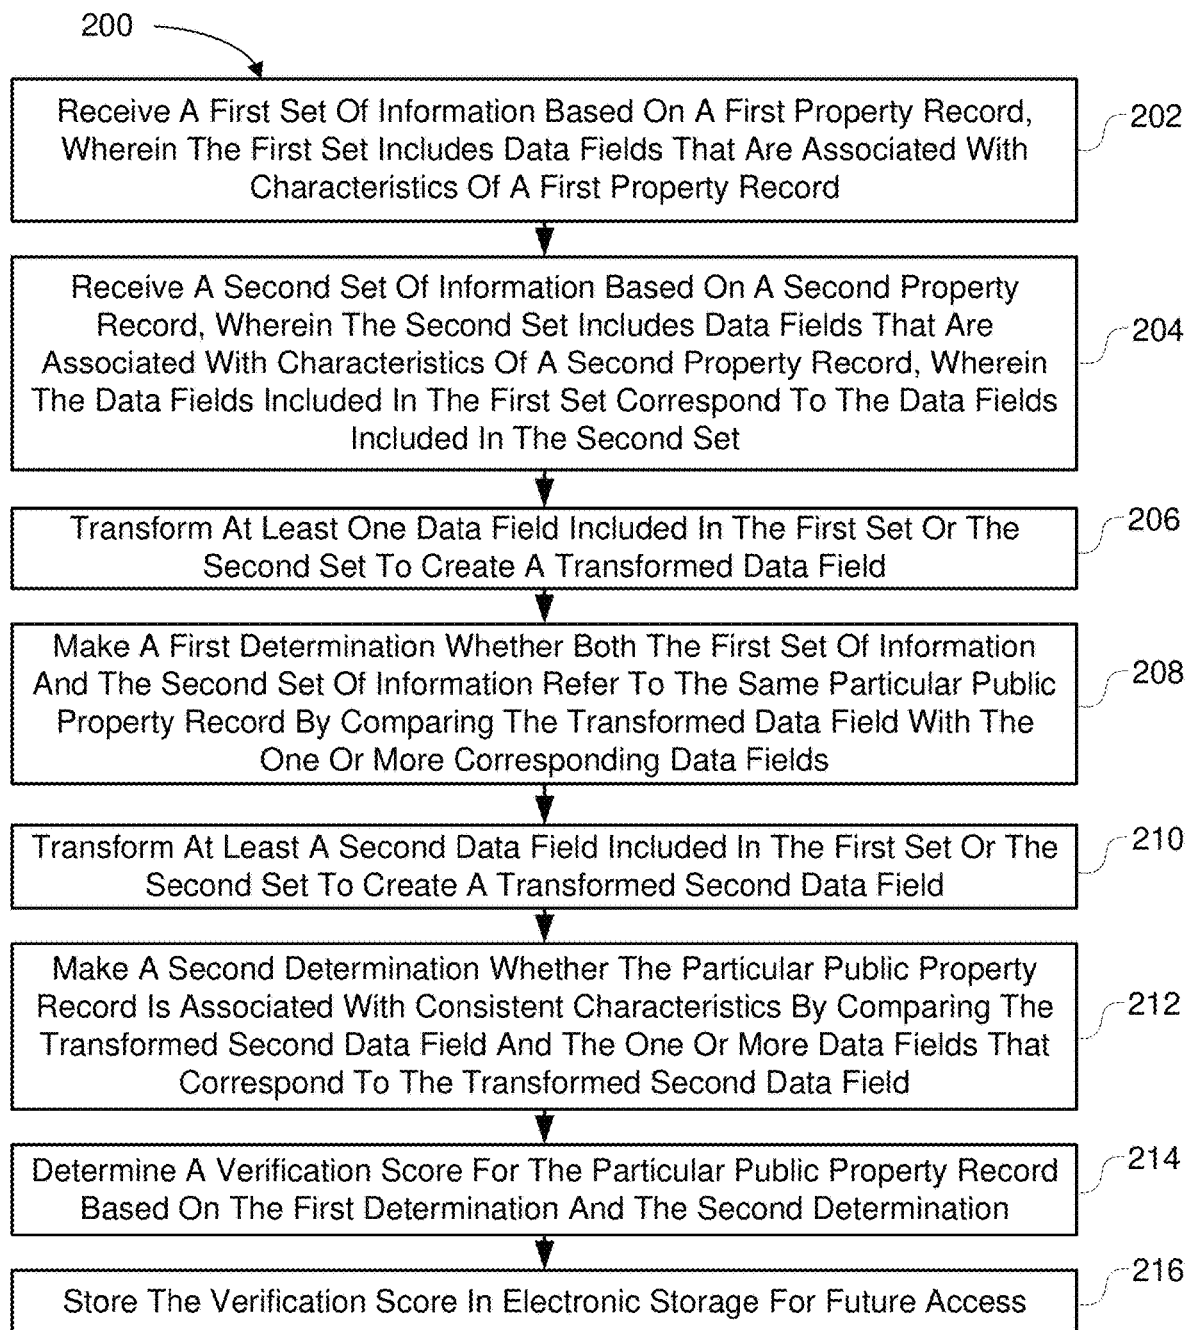 200
Receive A First Set Of Information Based On A First Property Record,
Wherein The First Set Includes Data Fields That Are Associated With
Characteristics Of A First Property Record
202
Receive A Second Set Of Information Based On A Second Property
Record, Wherein The Second Set Includes Data Fields That Are
Associated With Characteristics Of A Second Property Record, Wherein
The Data Fields Included In The First Set Correspond To The Data Fields
Included In The Second Set
204
Transform At Least One Data Field Included In The First Set Or The
Second Set To Create A Transformed Data Field
206
Make A First Determination Whether Both The First Set Of Information
And The Second Set Of Information Refer To The Same Particular Public
Property Record By Comparing The Transformed Data Field With The
One Or More Corresponding Data Fields
208
Transform At Least A Second Data Field Included In The First Set Or The
Second Set To Create A Transformed Second Data Field
210
Make A Second Determination Whether The Particular Public Property
Record Is Associated With Consistent Characteristics By Comparing The
Transformed Second Data Field And The One Or More Data Fields That
Correspond To The Transformed Second Data Field
212
Determine A Verification Score For The Particular Public Property Record
Based On The First Determination And The Second Determination
214
Store The Verification Score In Electronic Storage For Future Access
216